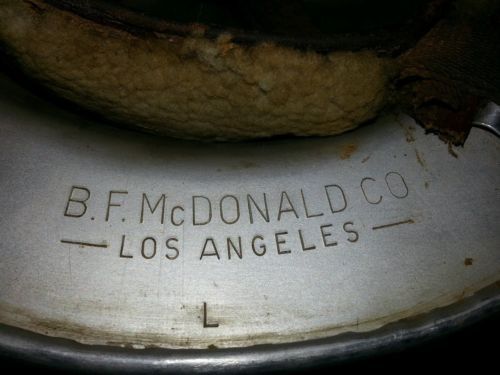 B.F. McDONALD CO
— LOS ANGELES —
L